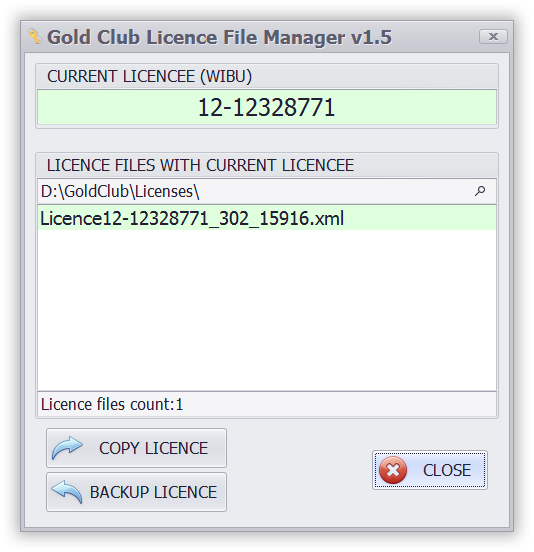 Gold Club Licence File Manager v1.5
CURRENT LICENCEE (WIBU)
12-12328771
LICENCE FILES WITH CURRENT LICENCEE
D:\GoldClub\Licenses\
Licence12-12328771_302_15916.xml
Licence files count:1
COPY LICENCE
BACKUP LICENCE
CLOSE